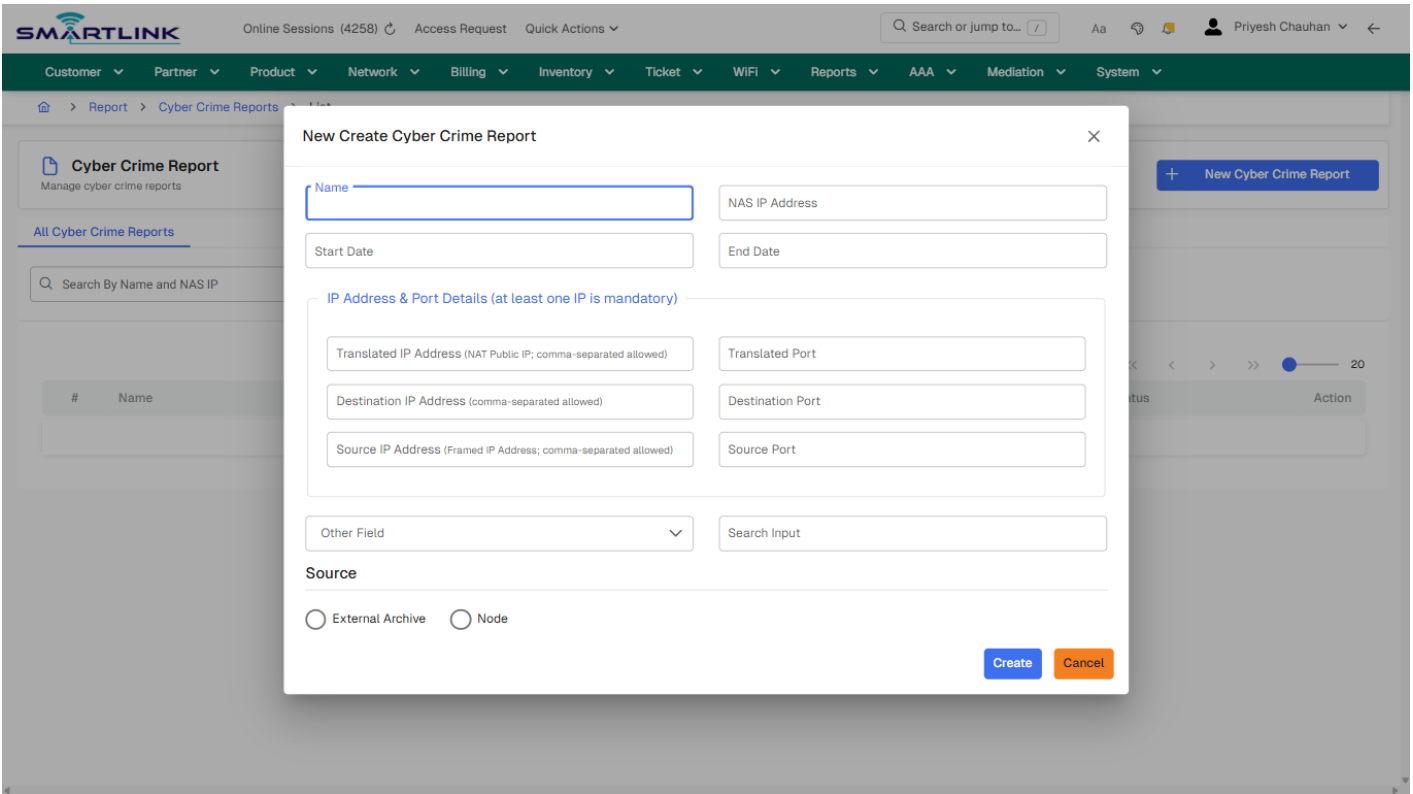 SMARTLINK Online Sessions (4258) Access Request Quick Actions Search or jump to... / Aa Priyesh Chauhan
Customer Partner Product Network Billing Inventory Ticket WiFi Reports AAA Mediation System
Report > Cyber Crime Reports
New Create Cyber Crime Report
Cyber Crime Report
Manage cyber crime reports
New Cyber Crime Report
Name
NAS IP Address
All Cyber Crime Reports
Start Date
End Date
Search By Name and NAS IP
IP Address & Port Details (at least one IP is mandatory)
Translated IP Address (NAT Public IP; comma-separated allowed)
Translated Port
20
# Name
Destination IP Address (comma-separated allowed)
Destination Port
Action
Source IP Address (Framed IP Address; comma-separated allowed)
Source Port
Other Field
Search Input
Source
External Archive
Node
Create
Cancel